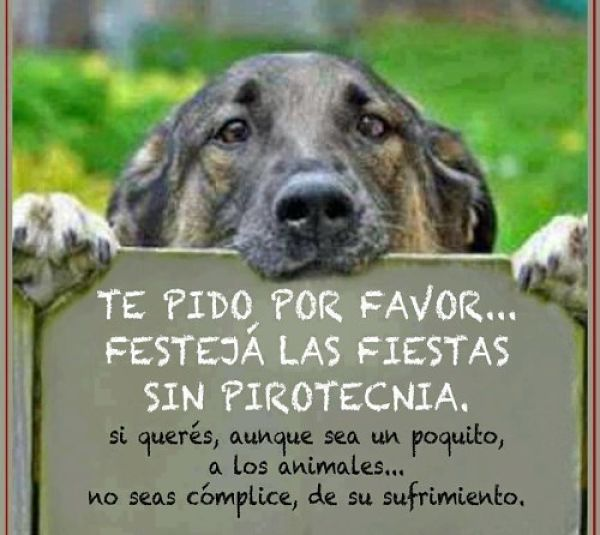 TE PIDO POR FAVOR...
FESTEJÁ LAS FIESTAS
SIN PIROTECNIA.
si querés, aunque sea un poquito,
a los animales...
no seas cómplice, de su sufrimiento.